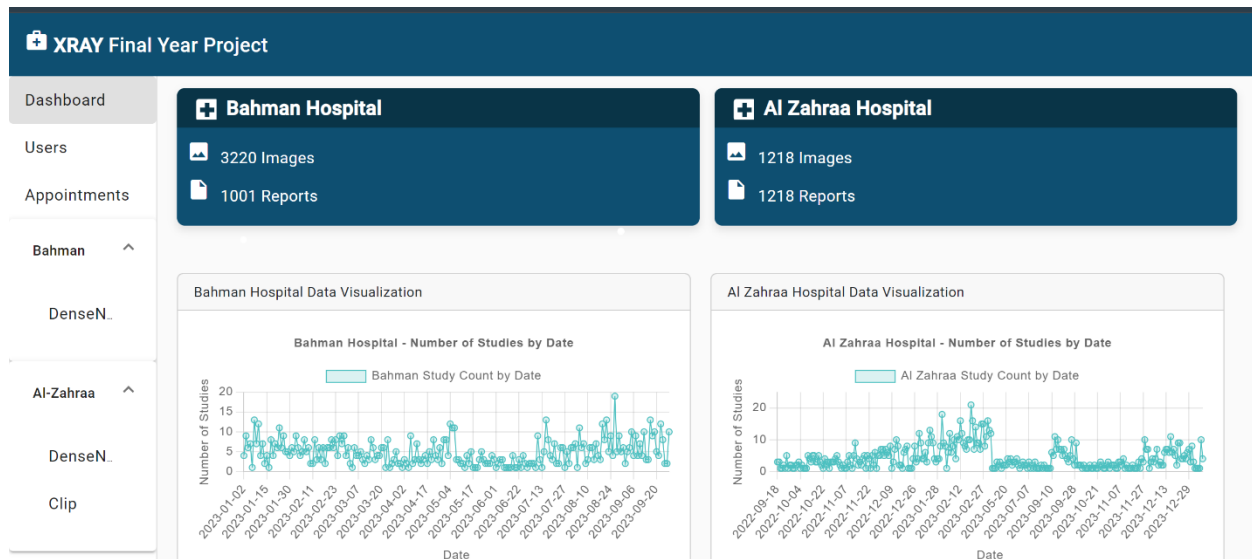 XRAY Final Year Project
Dashboard
Users
Appointments
Bahman
DenseN..
Al-Zahraa
DenseN..
Clip
Bahman Hospital
3220 Images
1001 Reports
Al Zahraa Hospital
1218 Images
1218 Reports
Bahman Hospital Data Visualization
Bahman Hospital - Number of Studies by Date
Bahman Study Count by Date
Number of Studies
20
15
10
5
0
2023-01-02
2023-01-15
2023-01-30
2023-02-11
2023-02-23
2023-03-07
2023-03-20
2023-04-02
2023-04-17
2023-05-04
2023-05-17
2023-06-01
2023-06-22
2023-07-13
2023-07-27
2023-08-10
2023-08-24
2023-09-06
2023-09-20
Date
Al Zahraa Hospital Data Visualization
Al Zahraa Hospital - Number of Studies by Date
Al Zahraa Study Count by Date
Number of Studies
20
10
0
2022-09-18
2022-10-04
2022-10-22
2022-11-07
2022-11-22
2022-12-09
2022-12-26
2023-01-28
2023-02-12
2023-02-27
2023-05-20
2023-07-07
2023-09-10
2023-09-28
2023-10-21
2023-11-07
2023-11-27
2023-12-13
2023-12-29
Date